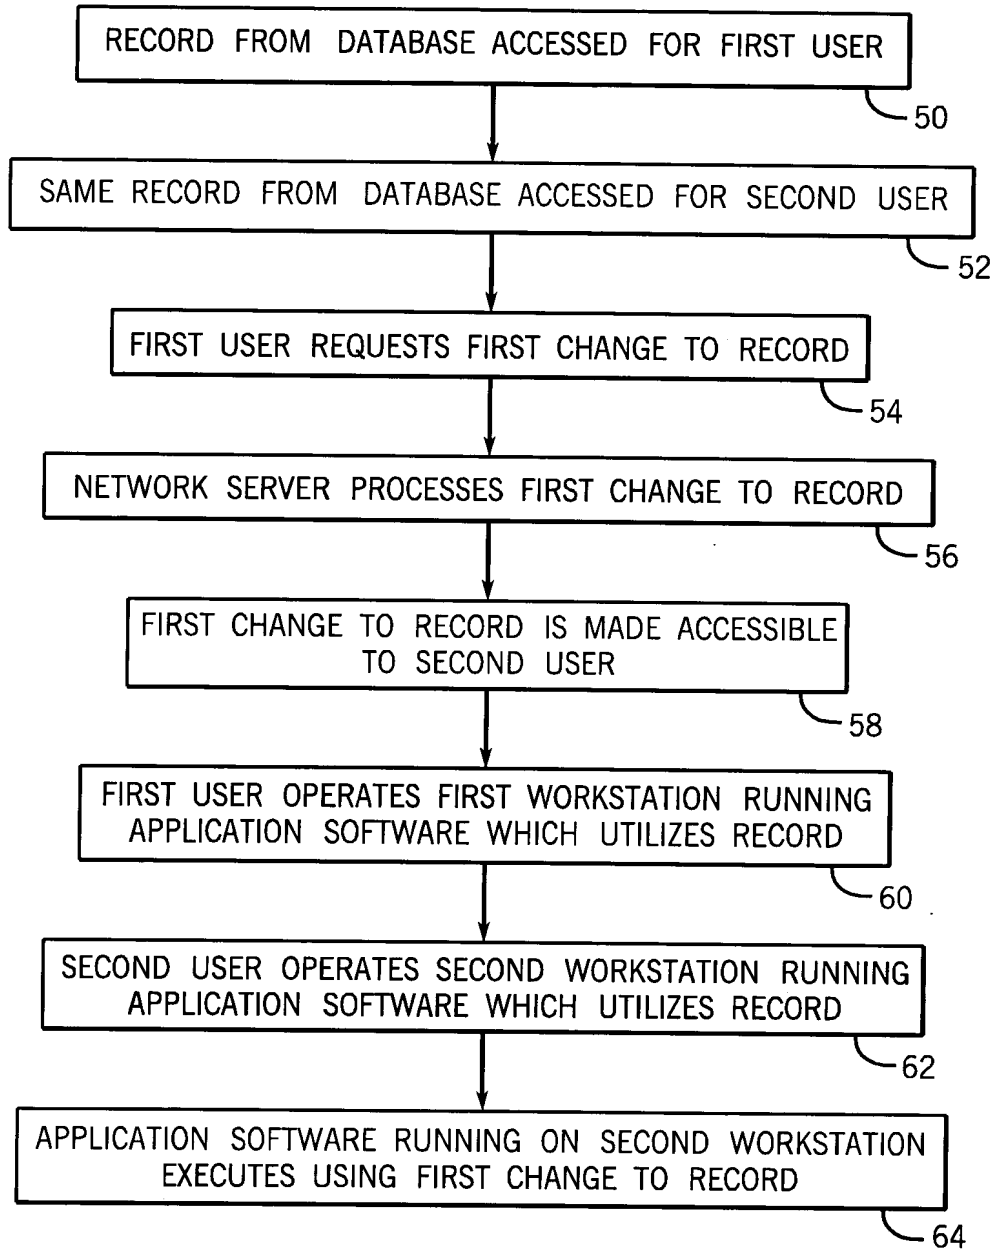 RECORD FROM DATABASE ACCESSED FOR FIRST USER
50
SAME RECORD FROM DATABASE ACCESSED FOR SECOND USER
52
FIRST USER REQUESTS FIRST CHANGE TO RECORD
54
NETWORK SERVER PROCESSES FIRST CHANGE TO RECORD
56
FIRST CHANGE TO RECORD IS MADE ACCESSIBLE
TO SECOND USER
58
FIRST USER OPERATES FIRST WORKSTATION RUNNING
APPLICATION SOFTWARE WHICH UTILIZES RECORD
60
SECOND USER OPERATES SECOND WORKSTATION RUNNING
APPLICATION SOFTWARE WHICH UTILIZES RECORD
62
APPLICATION SOFTWARE RUNNING ON SECOND WORKSTATION
EXECUTES USING FIRST CHANGE TO RECORD
64